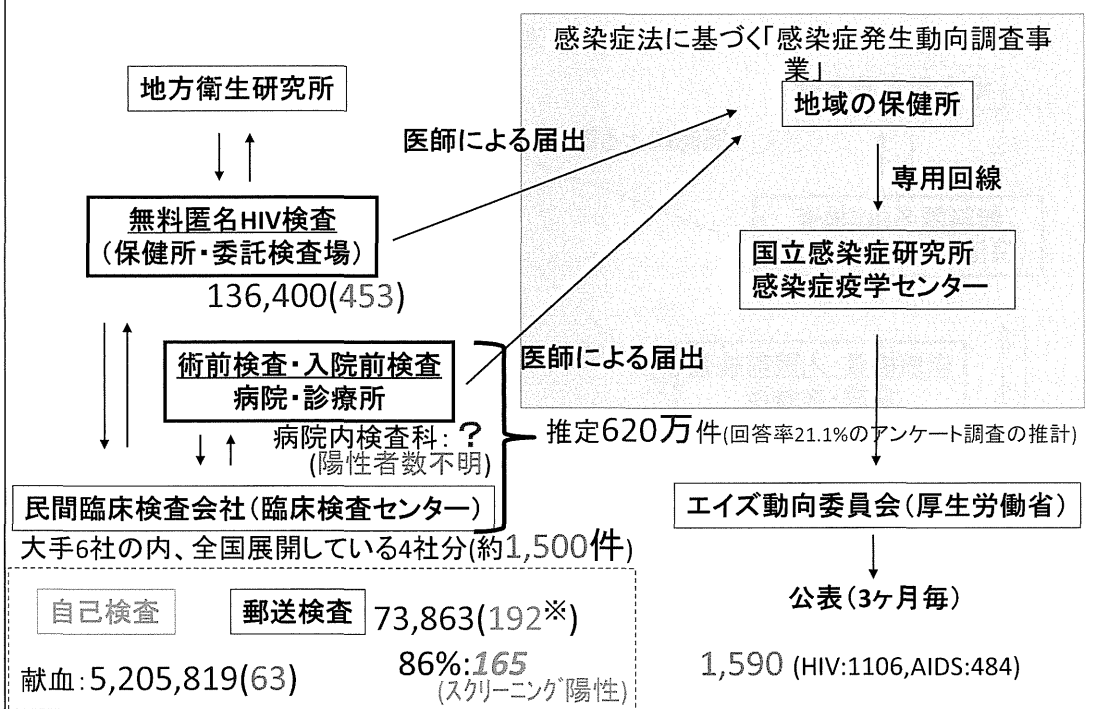 感染症法に基づく「感染症発生動向調査事
業」
地方衛生研究所
地域の保健所
医師による届出
専用回線
無料匿名HIV検査
(保健所・委託検査場)
136,400(453)
国立感染症研究所
感染症疫学センター
術前検査・入院前検査
病院・診療所
医師による届出
病院内検査科:?
(陽性者数不明)
推定620万件(回答率21.1%のアンケート調査の推計)
民間臨床検査会社(臨床検査センター)
エイズ動向委員会(厚生労働省)
大手6社の内、全国展開している4社分(約1,500件)
公表(3ヶ月毎)
自己検査
郵送検査 73,863(192※)
86%:165
(スクリーニング陽性)
献血:5,205,819(63)
1,590 (HIV:1106,AIDS:484)